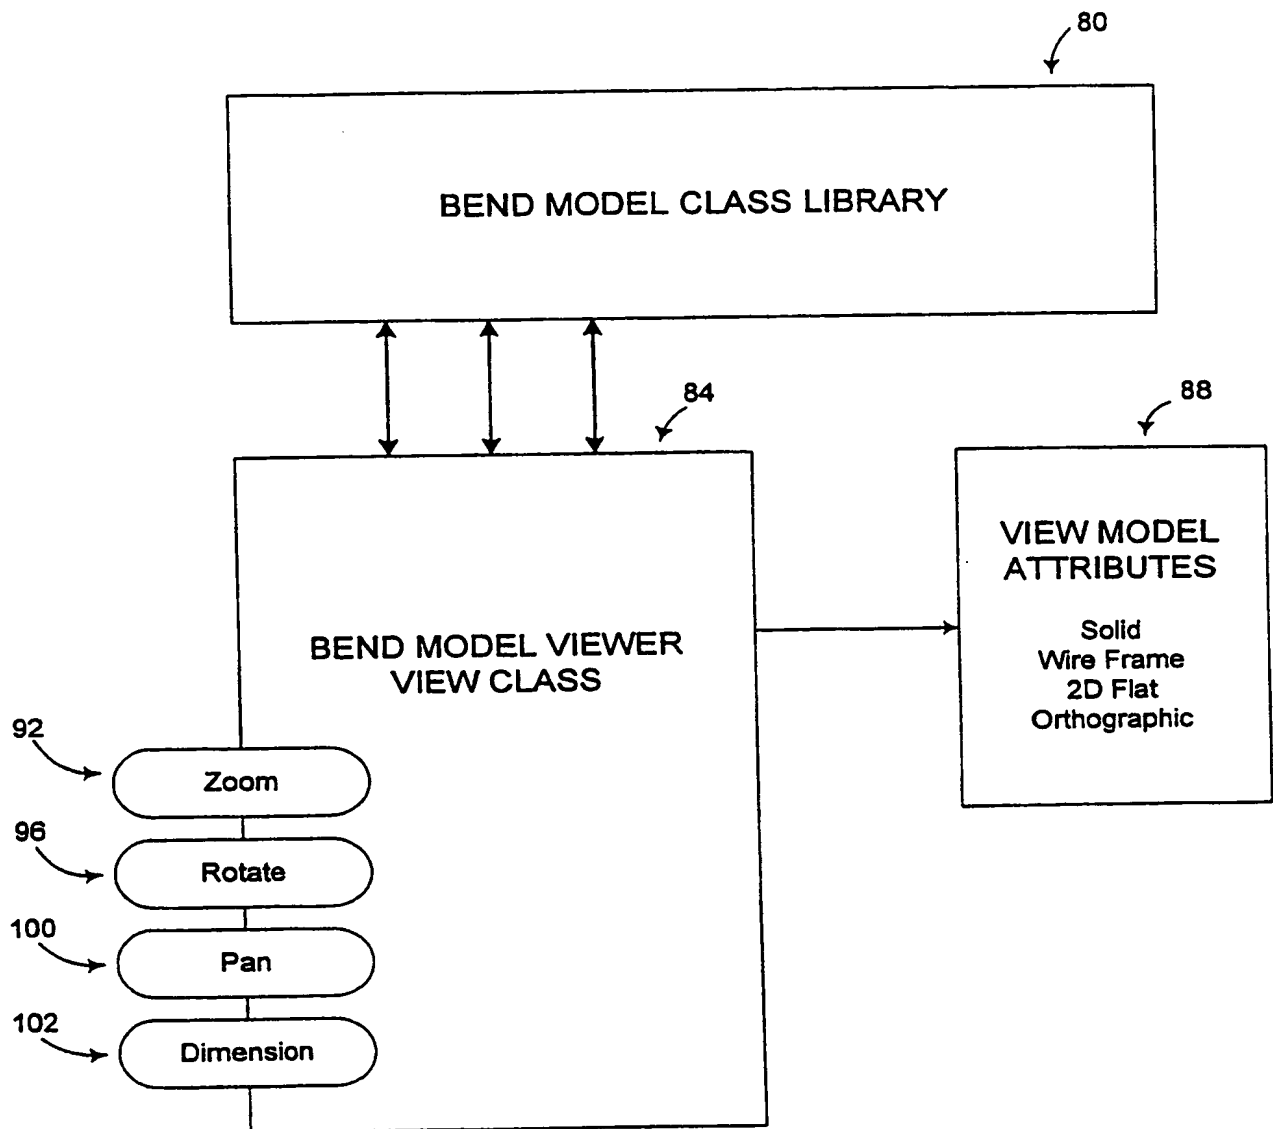 80
BEND MODEL CLASS LIBRARY
84
88
VIEW MODEL
ATTRIBUTES
Solid
Wire Frame
2D Flat
Orthographic
BEND MODEL VIEWER
VIEW CLASS
92
Zoom
96
Rotate
100
Pan
102
Dimension